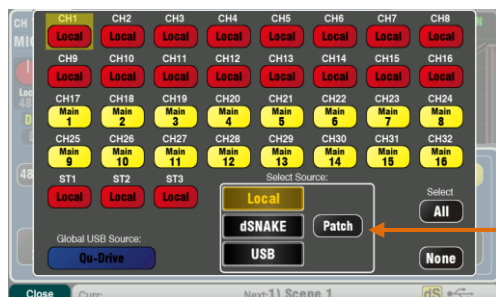 CH1 CH2 CH3 CH4 CH5 CH6 CH7 CH8
Local Local Local Local Local Local Local Local
CH9 CH10 CH11 CH12 CH13 CH14 CH15 CH16
Local Local Local Local Local Local Local Local
CH17 CH18 CH19 CH20 CH21 CH22 CH23 CH24
Main Main Main Main Main Main Main Main
1 2 3 4 5 6 7 8
CH25 CH26 CH27 CH28 CH29 CH30 CH31 CH32
Main Main Main Main Main Main Main Main
9 10 11 12 13 14 15 16
ST1 ST2 ST3 Select Source:
Local Local Local Local
Select
All
dSNAKE Patch
Global USB Source:
Qu-Drive USB None
Close Curr: Next:1) Scene 1 dS